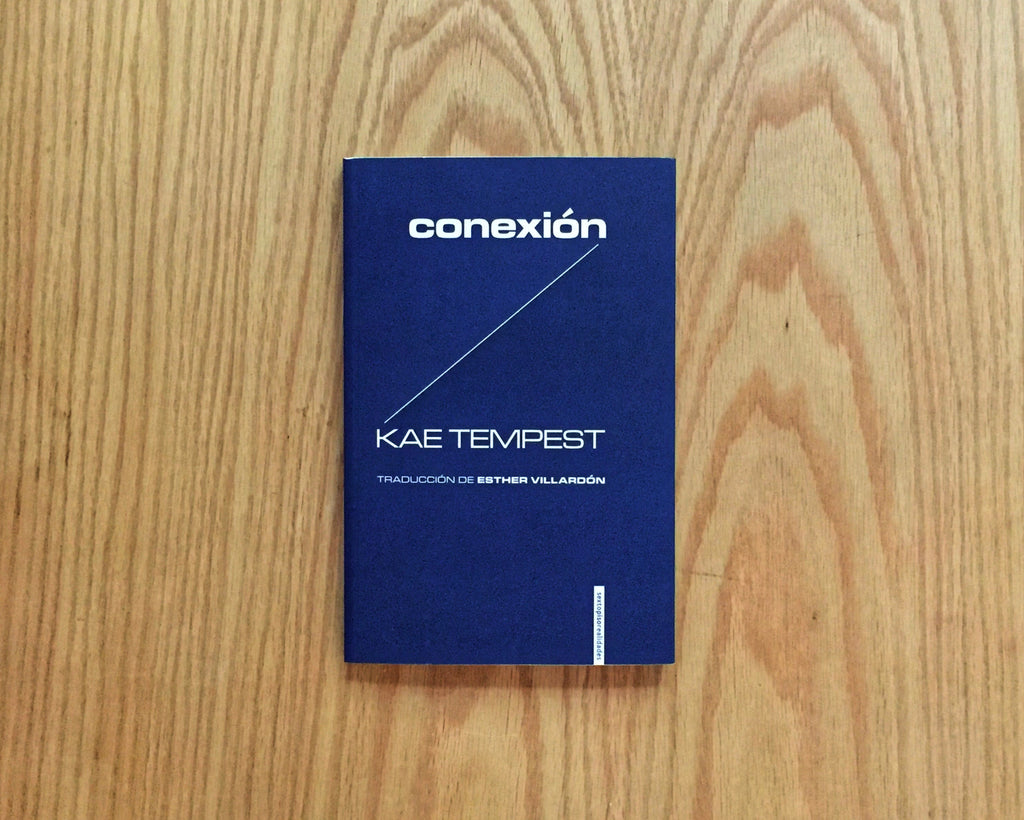 conexión
KAE TEMPEST
TRADUCCIÓN DE ESTHER VILLARDÓN
sextopisorealidades